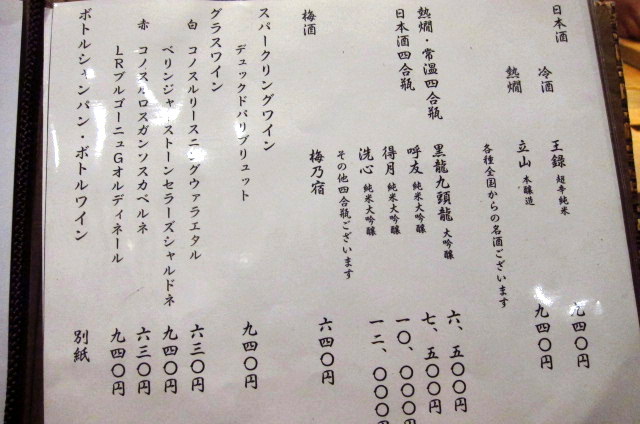 日本酒
冷酒 王録 超辛純米 九四〇円
熱燗 立山 本醸造 九四〇円
各種全国からの名酒ございます
熱燗・常温四合瓶 黒龍九頭龍 大吟醸 六、五〇〇円
日本酒四合瓶 呼友 純米大吟醸 七、五〇〇円
得月 純米大吟醸 一〇、〇〇〇円
洗心 純米大吟醸 一二、〇〇〇円
その他四合瓶ございます
梅酒 梅乃宿 六四〇円
スパークリングワイン
デュックドパリブリュット 九四〇円
グラスワイン
白 コノスルリースニングヴァラエタル 六三〇円
ベリンジャーストーンセラーズシャルドネ 九四〇円
赤 コノスルロスガンソスカベルネ 六三〇円
LRブルゴーニュGオルディネール 九四〇円
ボトルシャンパン・ボトルワイン 別紙